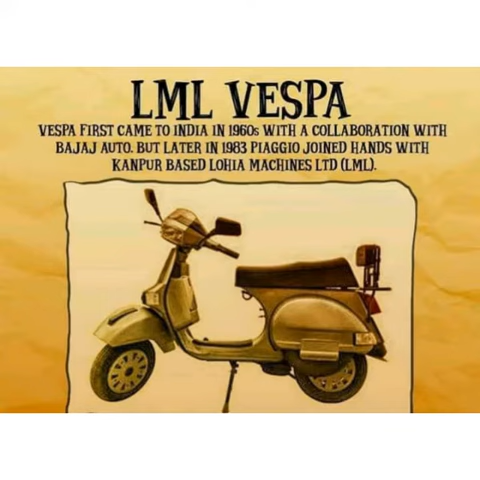 LML VESPA
VESPA FIRST CAME TO INDIA IN 1960s WITH A COLLABORATION WITH
BAJAJ AUTO. BUT LATER IN 1983 PIAGGIO JOINED HANDS WITH
KANPUR BASED LOHIA MACHINES LTD (LML).